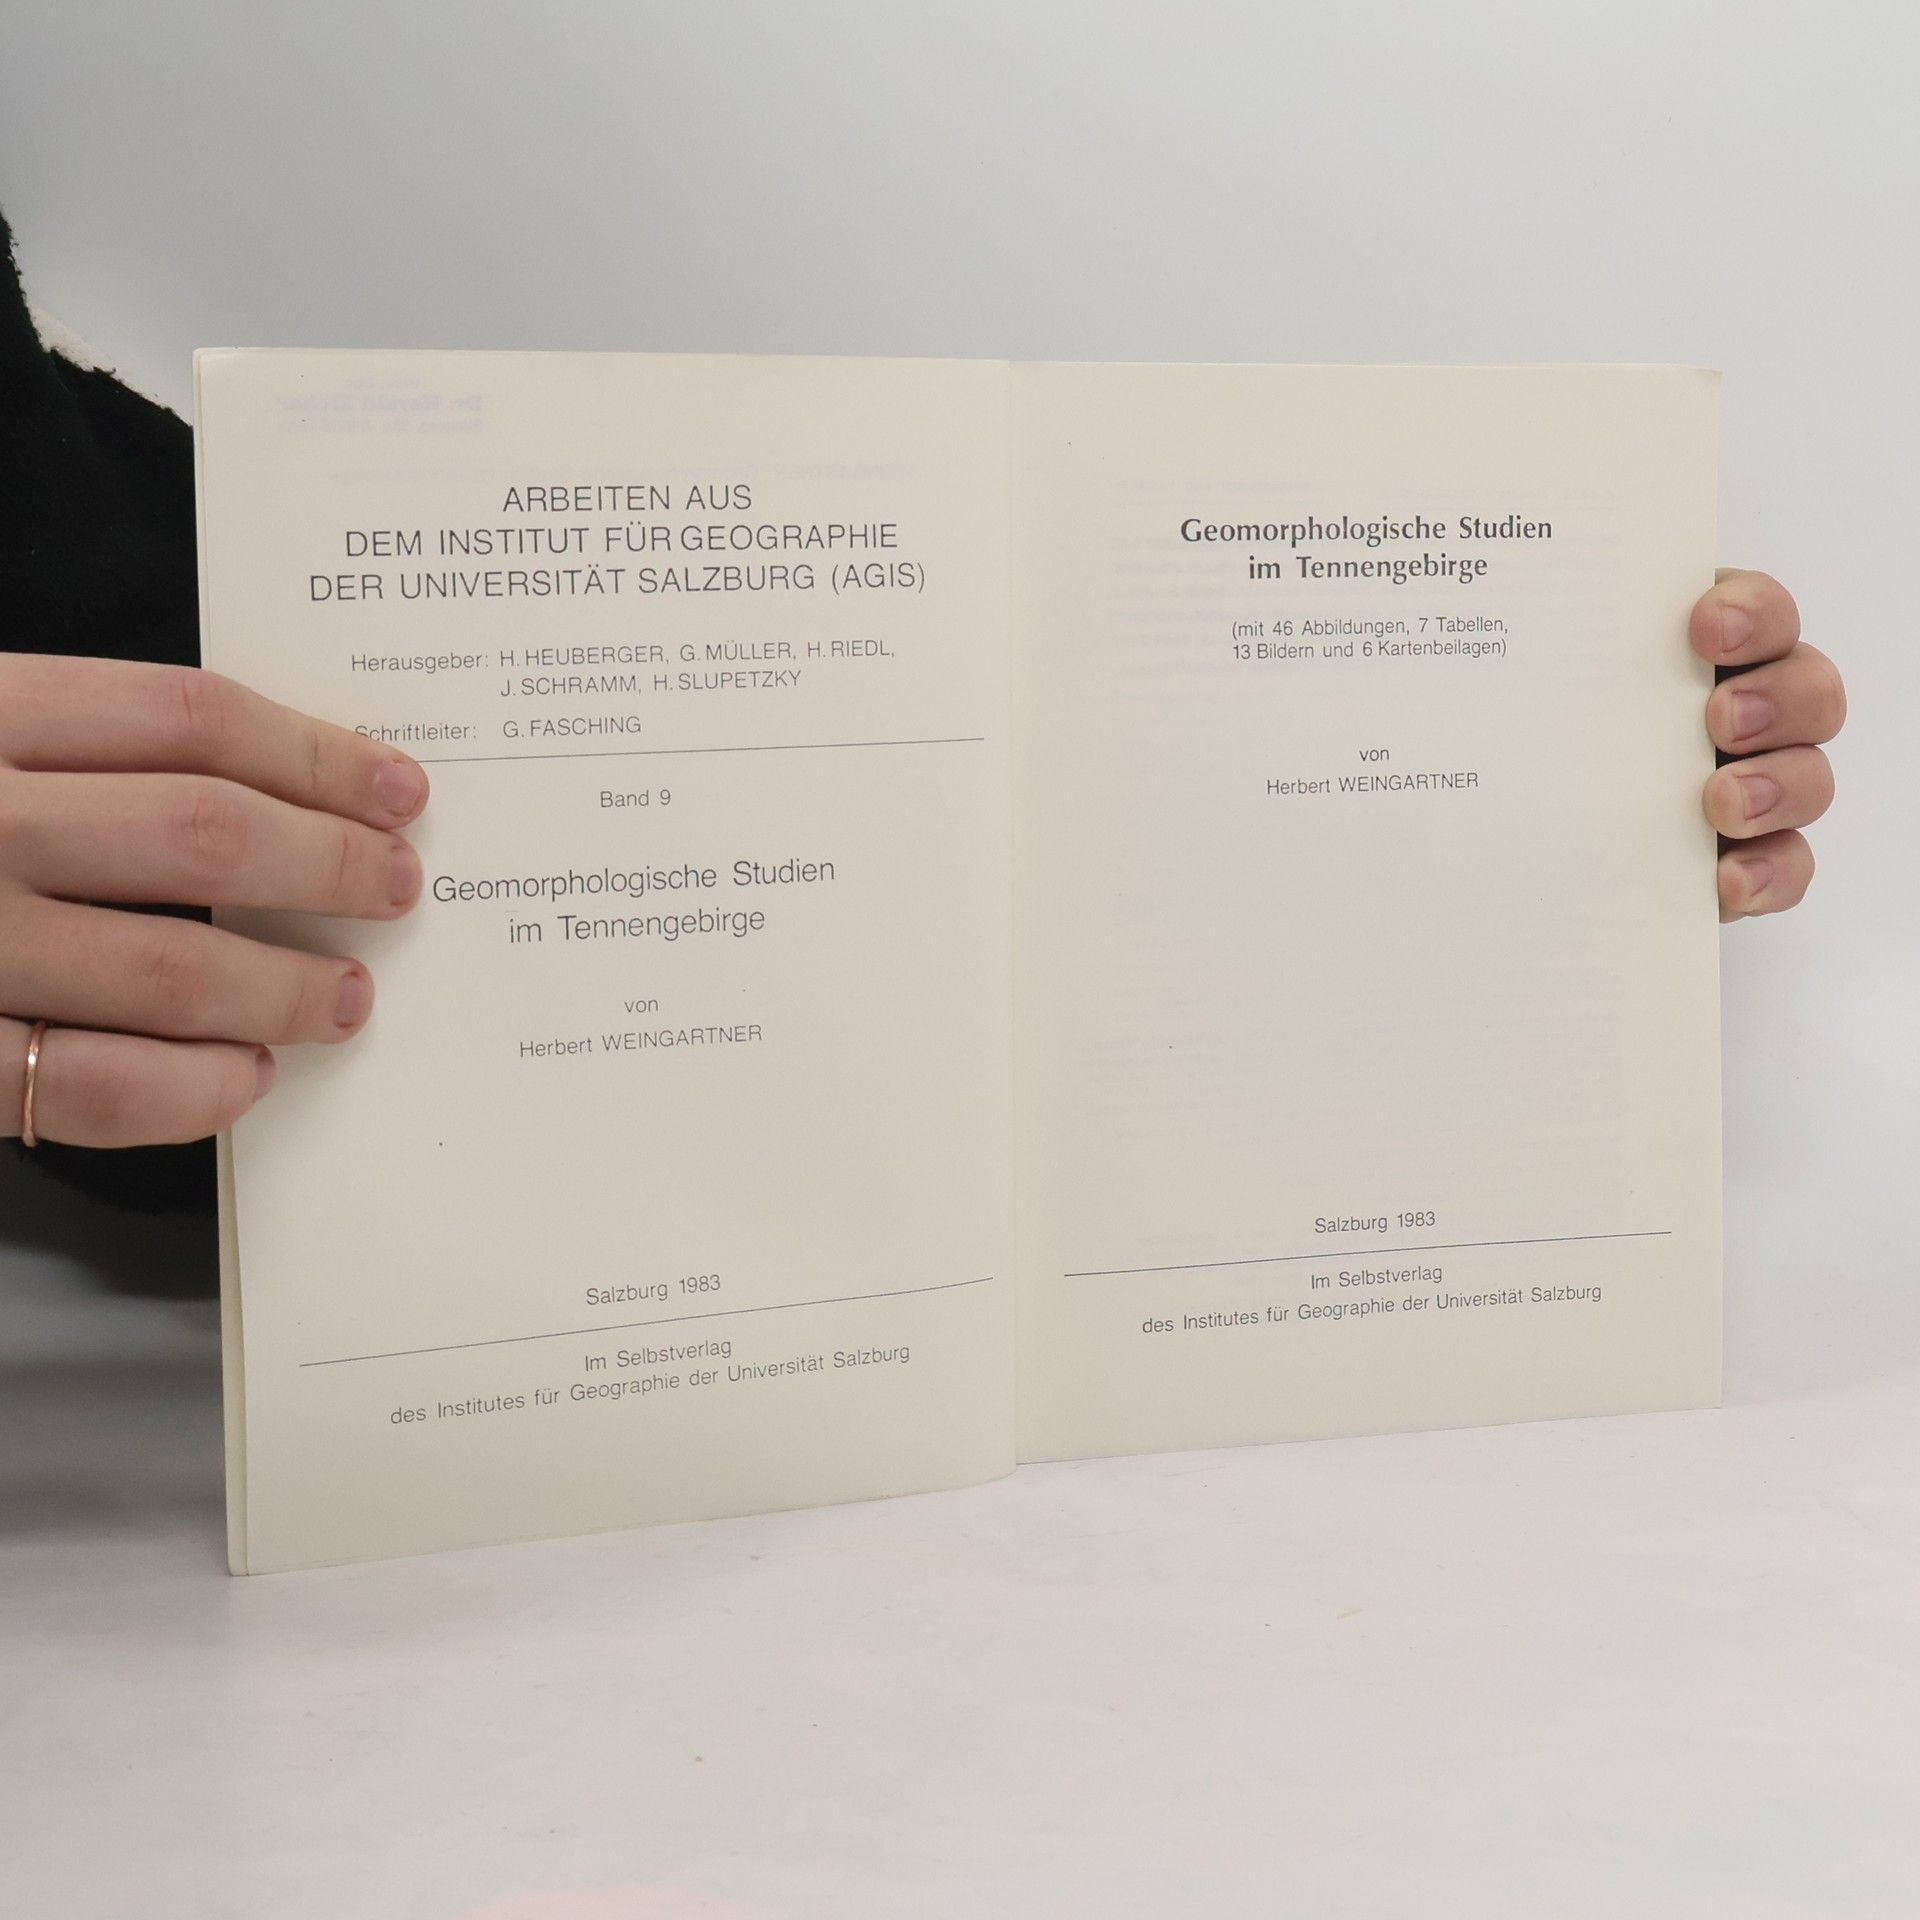 ARBEITEN AUS
DEM INSTITUT FÜR GEOGRAPHIE
DER UNIVERSITÄT SALZBURG (AGIS)
Herausgeber: H. HEUBERGER, G. MÜLLER, H. RIEDL,
J. SCHRAMM, H. SLUPETZKY
Schriftleiter: G. FASCHING
Band 9
Geomorphologische Studien
im Tennengebirge
von
Herbert WEINGARTNER
Salzburg 1983
Im Selbstverlag
des Institutes für Geographie der Universität Salzburg
Geomorphologische Studien
im Tennengebirge
(mit 46 Abbildungen, 7 Tabellen,
13 Bildern und 6 Kartenbeilagen)
von
Herbert WEINGARTNER
Salzburg 1983
Im Selbstverlag
des Institutes für Geographie der Universität Salzburg